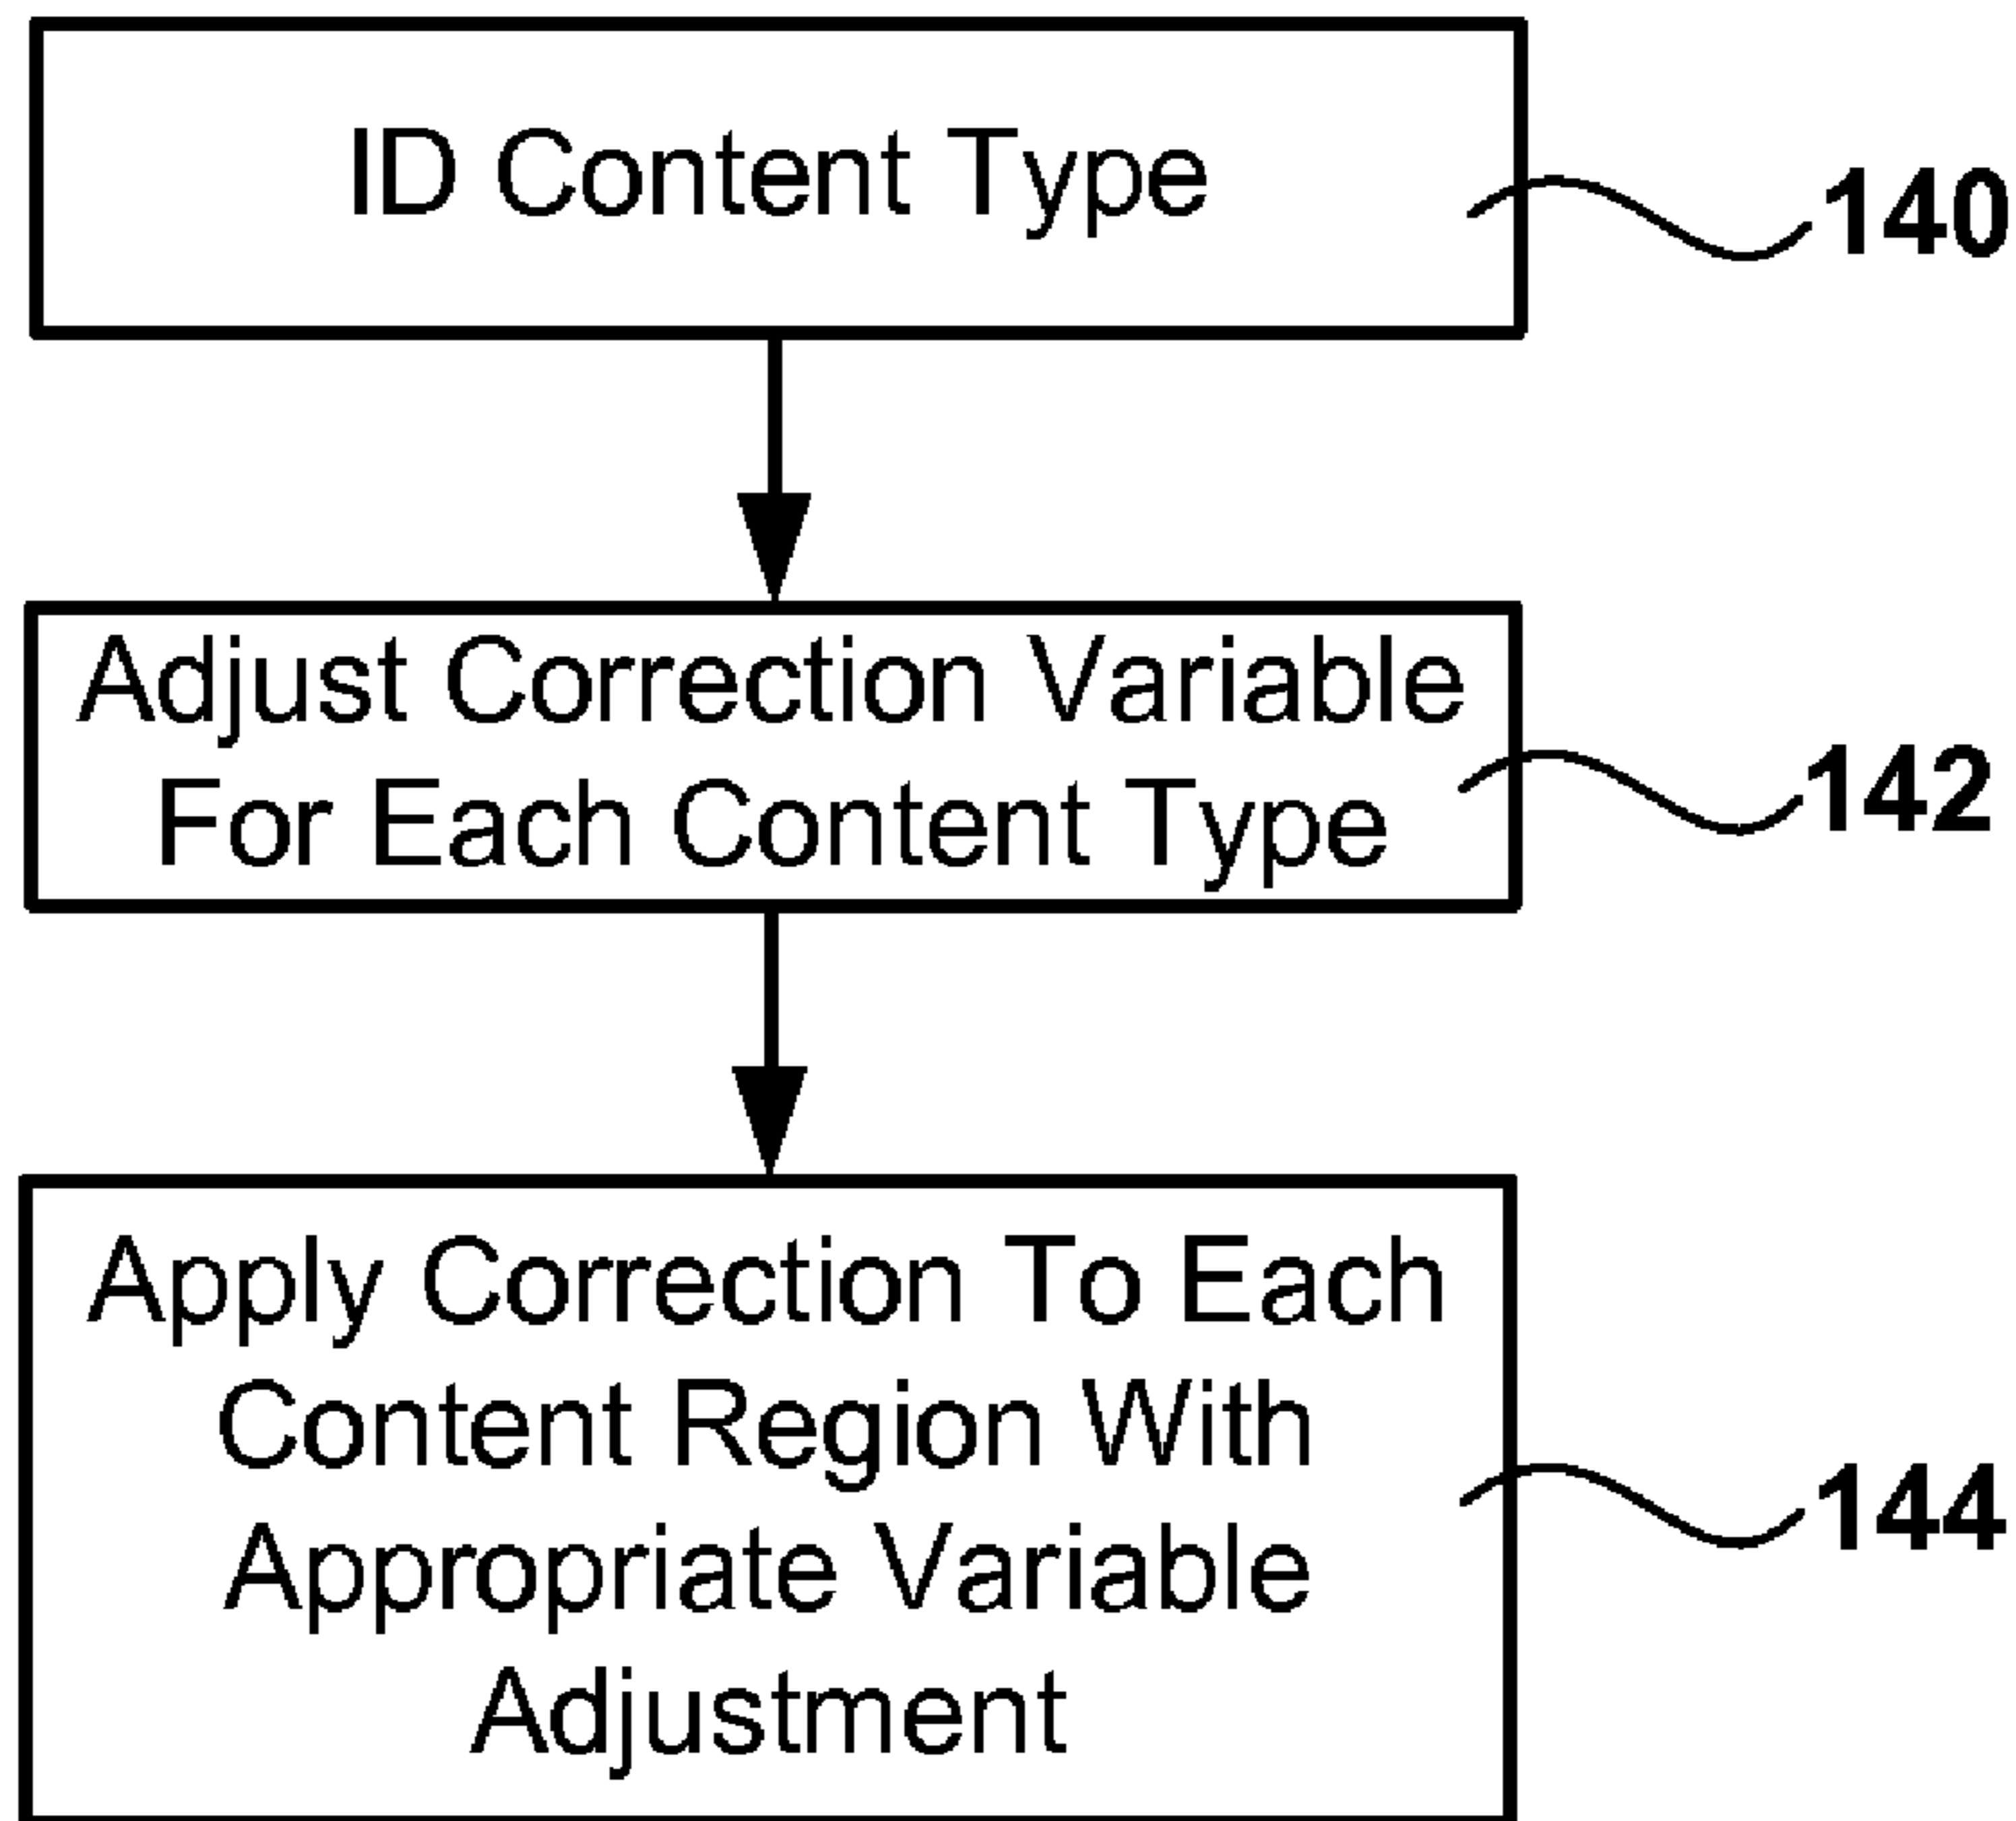 ID Content Type
140
Adjust Correction Variable
For Each Content Type
142
Apply Correction To Each
Content Region With
Appropriate Variable
Adjustment
144